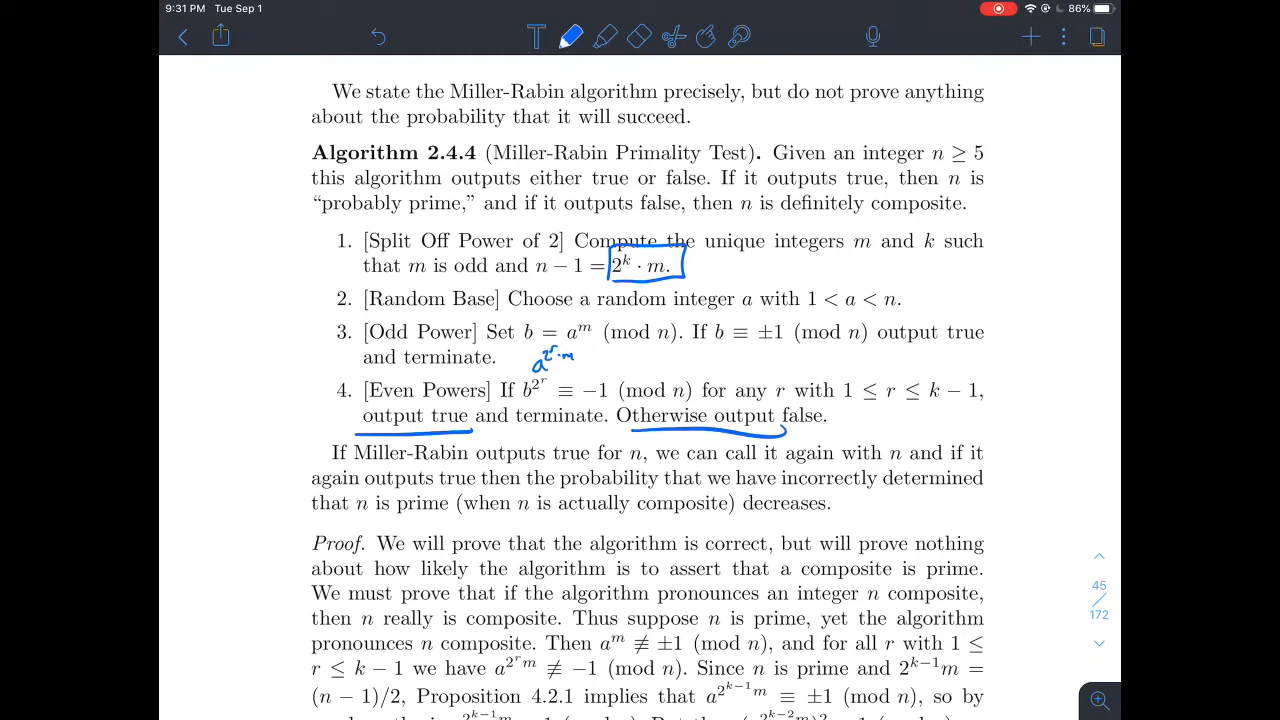 9:31 PM Tue Sep 1
86%
We state the Miller-Rabin algorithm precisely, but do not prove anything
about the probability that it will succeed.
Algorithm 2.4.4 (Miller-Rabin Primality Test). Given an integer n ≥ 5
this algorithm outputs either true or false. If it outputs true, then n is
“probably prime,” and if it outputs false, then n is definitely composite.
1. [Split Off Power of 2] Compute the unique integers m and k such
that m is odd and n − 1 = 2^k · m.
2. [Random Base] Choose a random integer a with 1 < a < n.
3. [Odd Power] Set b = a^m (mod n). If b ≡ ±1 (mod n) output true
and terminate.
a^{2^r · m}
4. [Even Powers] If b^{2^r} ≡ −1 (mod n) for any r with 1 ≤ r ≤ k − 1,
output true and terminate. Otherwise output false.
If Miller-Rabin outputs true for n, we can call it again with n and if it
again outputs true then the probability that we have incorrectly determined
that n is prime (when n is actually composite) decreases.
Proof. We will prove that the algorithm is correct, but will prove nothing
about how likely the algorithm is to assert that a composite is prime.
We must prove that if the algorithm pronounces an integer n composite,
then n really is composite. Thus suppose n is prime, yet the algorithm
pronounces n composite. Then a^m ≢ ±1 (mod n), and for all r with 1 ≤
r ≤ k − 1 we have a^{2^r m} ≢ −1 (mod n). Since n is prime and 2^{k−1}m =
(n − 1)/2, Proposition 4.2.1 implies that a^{2^{k−1}m} ≡ ±1 (mod n), so by
45
172